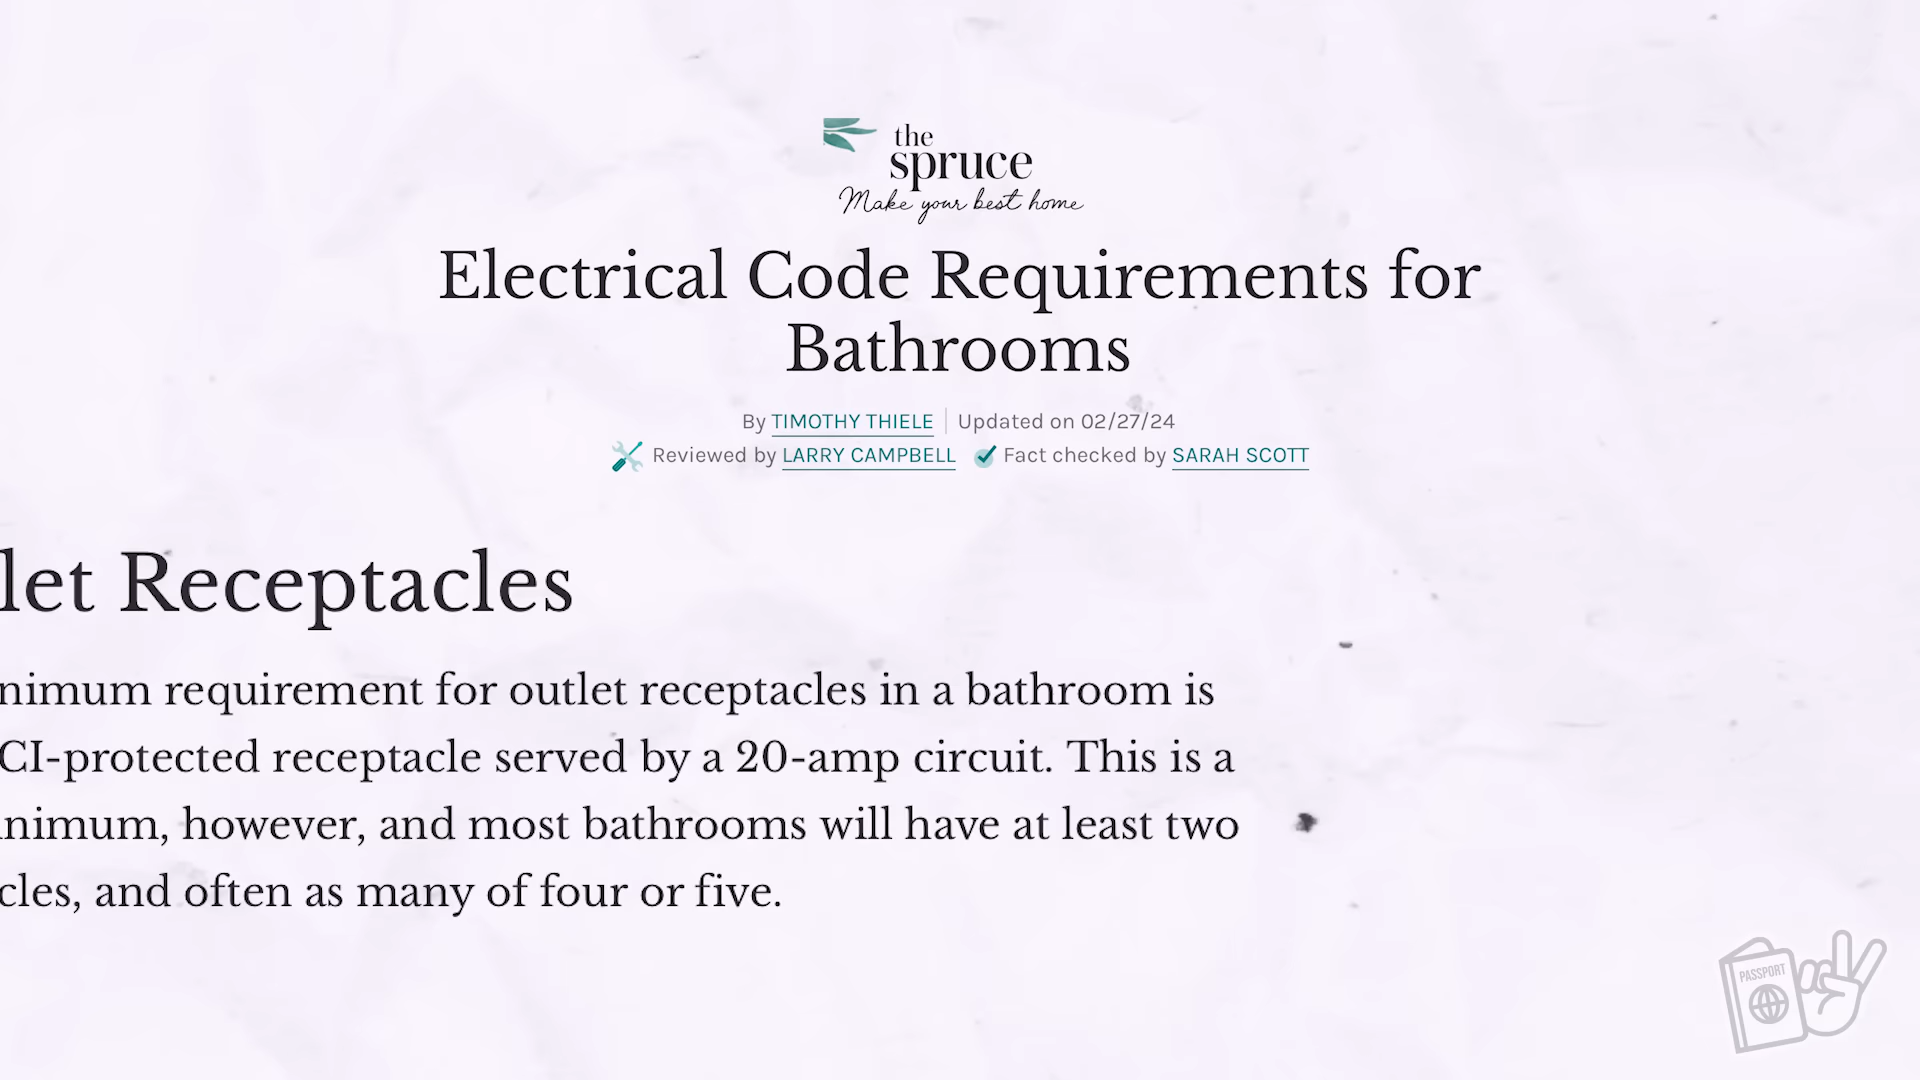 the
spruce
Make your best home
Electrical Code Requirements for
Bathrooms
By TIMOTHY THIELE Updated on 02/27/24
Reviewed by LARRY CAMPBELL Fact checked by SARAH SCOTT
let Receptacles
nimum requirement for outlet receptacles in a bathroom is
CI-protected receptacle served by a 20-amp circuit. This is a
nimum, however, and most bathrooms will have at least two
cles, and often as many of four or five.
PASSPORT